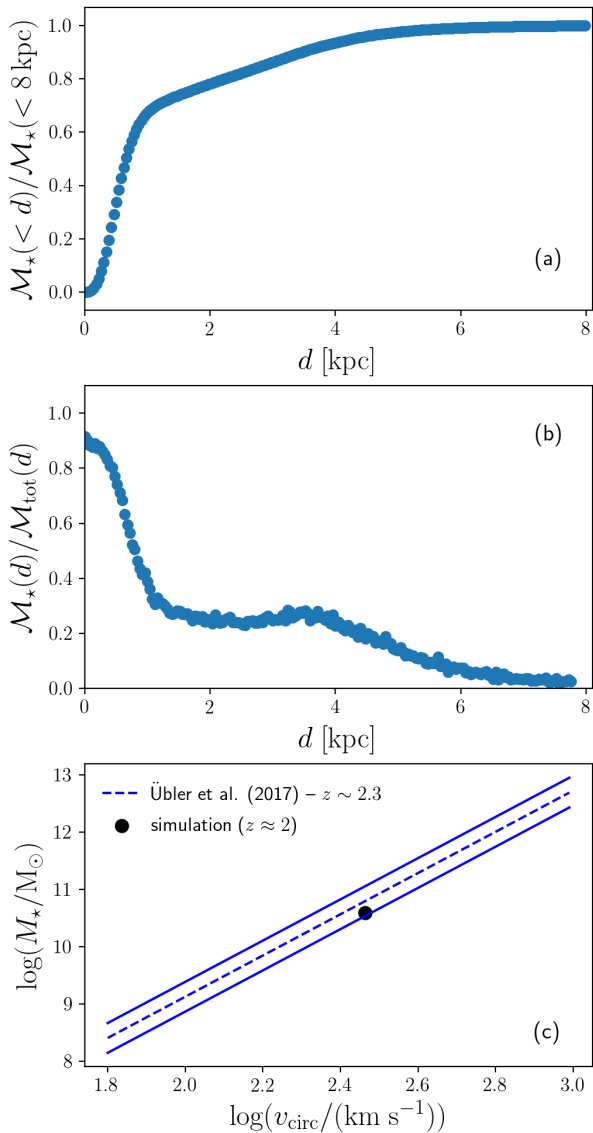 1.0
0.8
0.6
0.4
0.2
0.0
ℳ⋆(< d)/ℳ⋆(< 8 kpc)
(a)
0 2 4 6 8
d [kpc]
1.0
0.8
0.6
0.4
0.2
0.0
ℳ⋆(d)/ℳtot(d)
(b)
0 2 4 6 8
d [kpc]
13
12
11
10
9
8
log(M⋆/M⊙)
Übler et al. (2017) – z ∼ 2.3
simulation (z ≈ 2)
(c)
1.8 2.0 2.2 2.4 2.6 2.8 3.0
log(vcirc/(km s⁻¹))